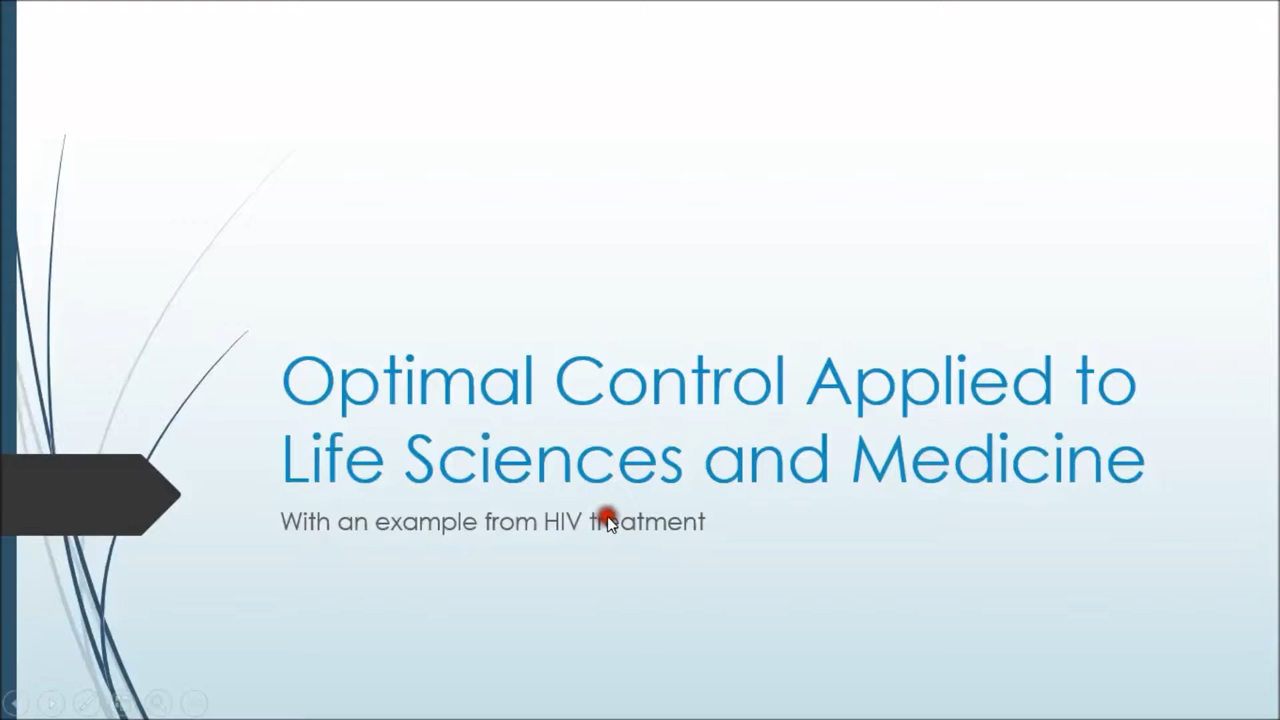 Optimal Control Applied to
Life Sciences and Medicine
With an example from HIV treatment